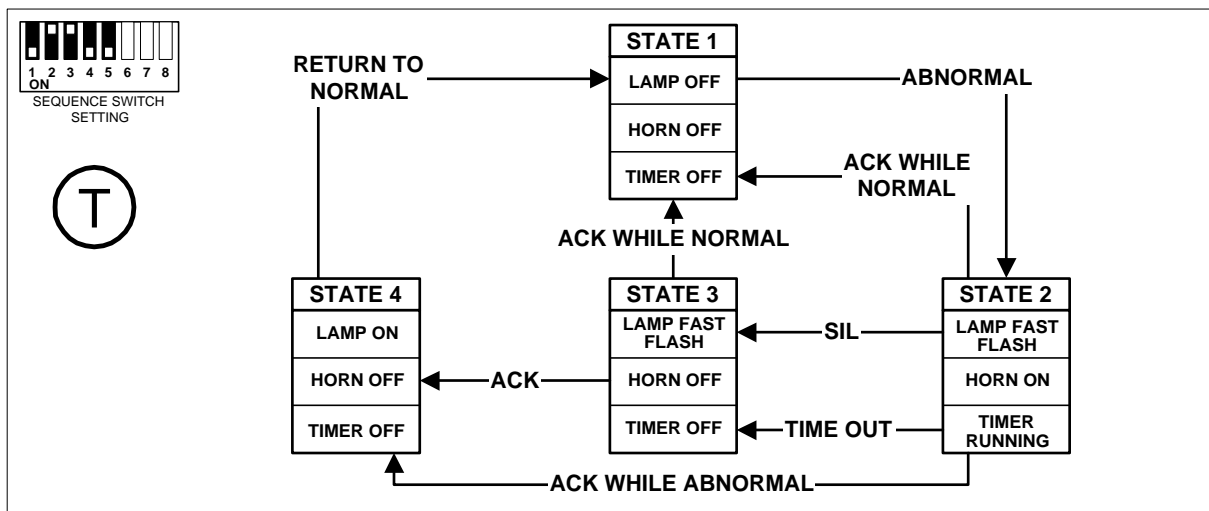 1 2 3 4 5 6 7 8
ON
SEQUENCE SWITCH
SETTING
T
RETURN TO
NORMAL
STATE 1
LAMP OFF
HORN OFF
TIMER OFF
ABNORMAL
ACK WHILE
NORMAL
ACK WHILE NORMAL
STATE 4
LAMP ON
HORN OFF
TIMER OFF
ACK
STATE 3
LAMP FAST
FLASH
HORN OFF
TIMER OFF
SIL
TIME OUT
STATE 2
LAMP FAST
FLASH
HORN ON
TIMER
RUNNING
ACK WHILE ABNORMAL